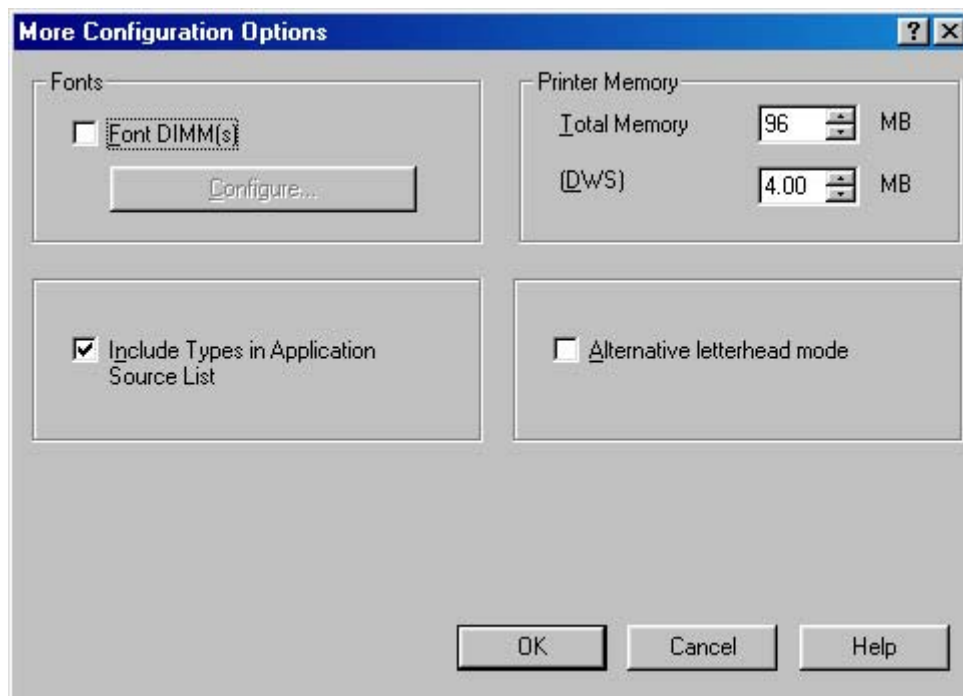 More Configuration Options
Fonts
Font DIMM(s)
Configure...
Printer Memory
Total Memory 96 MB
(DWS) 4.00 MB
Include Types in Application
Source List
Alternative letterhead mode
OK Cancel Help